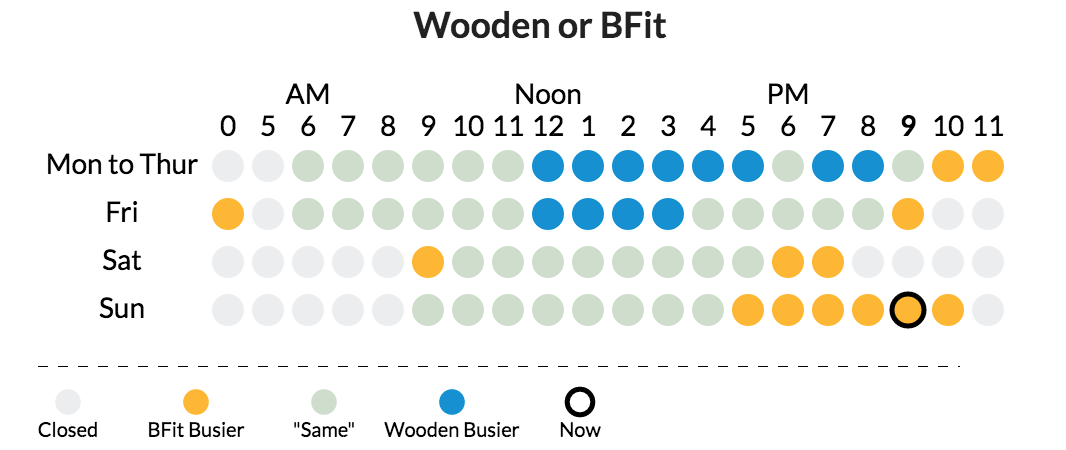 Wooden or BFit
AM Noon PM
0 5 6 7 8 9 10 11 12 1 2 3 4 5 6 7 8 9 10 11
Mon to Thur
Fri
Sat
Sun
Closed BFit Busier "Same" Wooden Busier Now